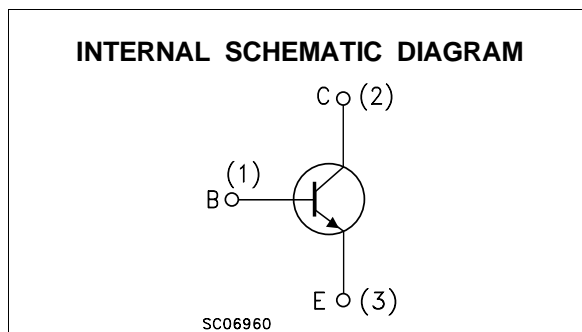 INTERNAL SCHEMATIC DIAGRAM
C (2)
(1)
B
E (3)
SC06960